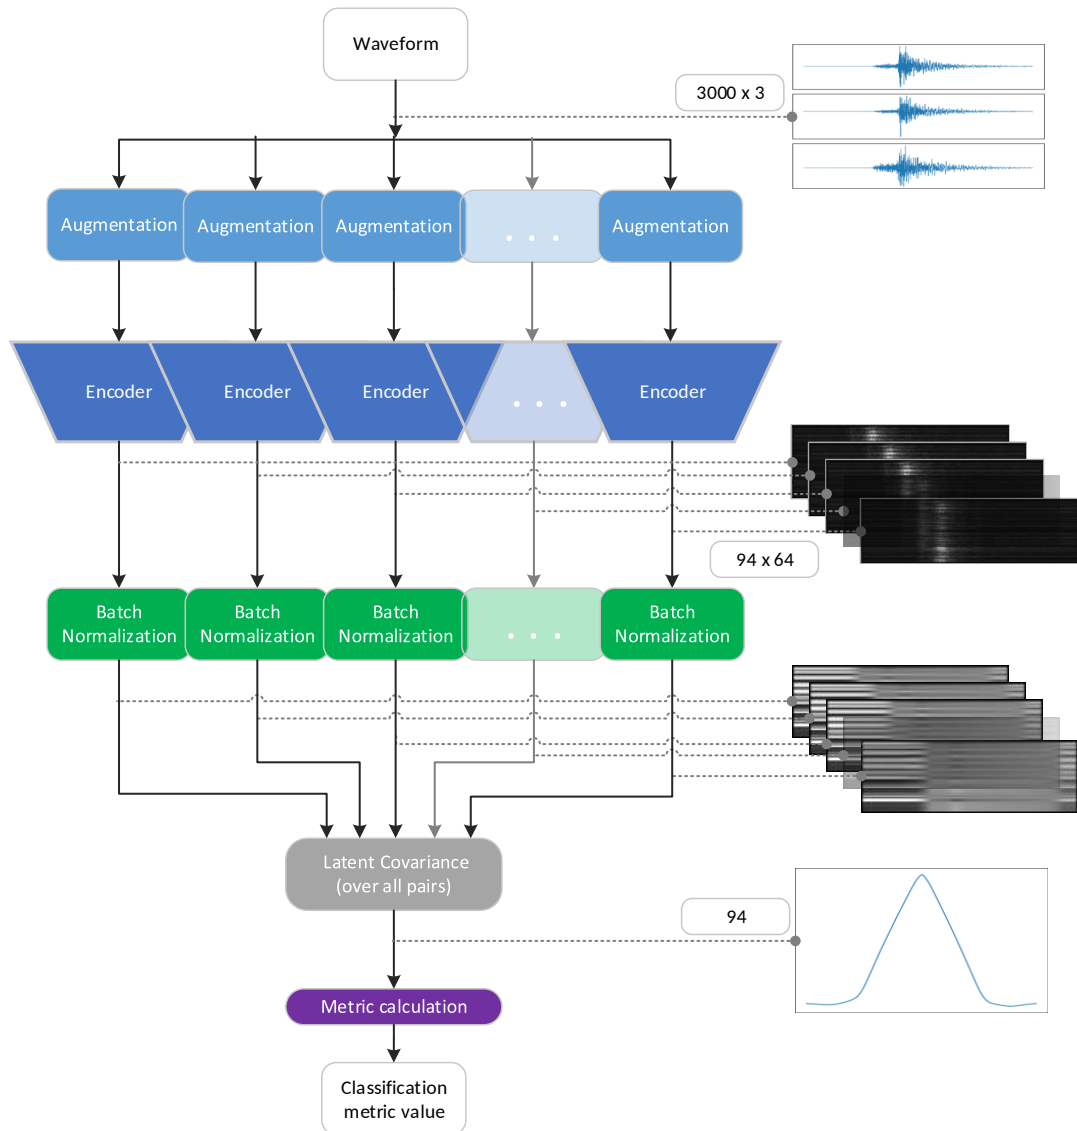 Waveform
3000 x 3
Augmentation Augmentation Augmentation . . . Augmentation
Encoder Encoder Encoder . . . Encoder
94 x 64
Batch Normalization
Batch Normalization
Batch Normalization
. . .
Batch Normalization
Latent Covariance
(over all pairs)
94
Metric calculation
Classification
metric value